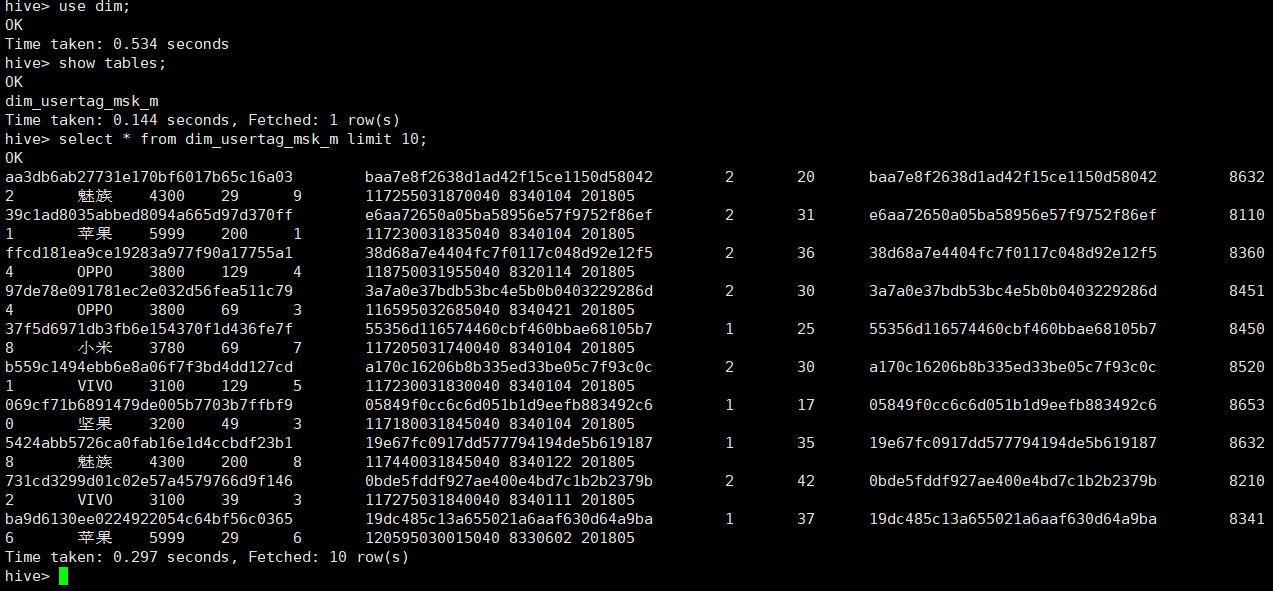 hive> use dim;
OK
Time taken: 0.534 seconds
hive> show tables;
OK
dim_usertag_msk_m
Time taken: 0.144 seconds, Fetched: 1 row(s)
hive> select * from dim_usertag_msk_m limit 10;
OK
aa3db6ab27731e170bf6017b65c16a03 baa7e8f2638d1ad42f15ce1150d58042 2 20 baa7e8f2638d1ad42f15ce1150d58042 8632
2 魅族 4300 29 9 117255031870040 8340104 201805
39c1ad8035abbed8094a665d97d370ff e6aa72650a05ba58956e57f9752f86ef 2 31 e6aa72650a05ba58956e57f9752f86ef 8110
1 苹果 5999 200 1 117230031835040 8340104 201805
ffcd181ea9ce19283a977f90a17755a1 38d68a7e4404fc7f0117c048d92e12f5 2 36 38d68a7e4404fc7f0117c048d92e12f5 8360
4 OPPO 3800 129 4 118750031955040 8320114 201805
97de78e091781ec2e032d56fea511c79 3a7a0e37bdb53bc4e5b0b0403229286d 2 30 3a7a0e37bdb53bc4e5b0b0403229286d 8451
4 OPPO 3800 69 3 116595032685040 8340421 201805
37f5d6971db3fb6e154370f1d436fe7f 55356d116574460cbf460bbae68105b7 1 25 55356d116574460cbf460bbae68105b7 8450
8 小米 3780 69 7 117205031740040 8340104 201805
b559c1494ebb6e8a06f7f3bd4dd127cd a170c16206b8b335ed33be05c7f93c0c 2 30 a170c16206b8b335ed33be05c7f93c0c 8520
1 VIVO 3100 129 5 117230031830040 8340104 201805
069cf71b6891479de005b7703b7ffbf9 05849f0cc6c6d051b1d9eefb883492c6 1 17 05849f0cc6c6d051b1d9eefb883492c6 8653
0 坚果 3200 49 3 117180031845040 8340104 201805
5424abb5726ca0fab16e1d4ccbdf23b1 19e67fc0917dd577794194de5b619187 1 35 19e67fc0917dd577794194de5b619187 8632
8 魅族 4300 200 8 117440031845040 8340122 201805
731cd3299d01c02e57a4579766d9f146 0bde5fddf927ae400e4bd7c1b2b2379b 2 42 0bde5fddf927ae400e4bd7c1b2b2379b 8210
2 VIVO 3100 39 3 117275031840040 8340111 201805
ba9d6130ee0224922054c64bf56c0365 19dc485c13a655021a6aaf630d64a9ba 1 37 19dc485c13a655021a6aaf630d64a9ba 8341
6 苹果 5999 29 6 120595030015040 8330602 201805
Time taken: 0.297 seconds, Fetched: 10 row(s)
hive>